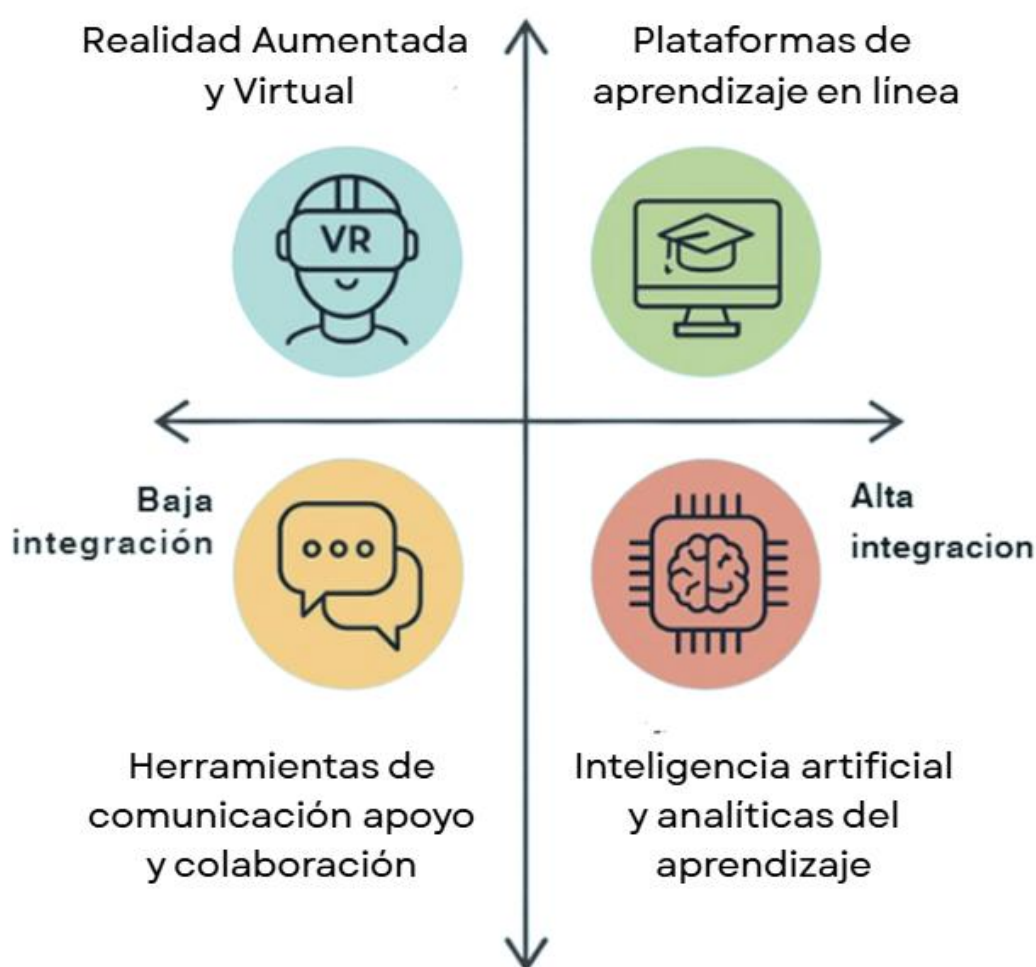 Realidad Aumentada
y Virtual
Plataformas de
aprendizaje en línea
VR
Baja
integración
Alta
integracion
Herramientas de
comunicación apoyo
y colaboración
Inteligencia artificial
y analíticas del
aprendizaje